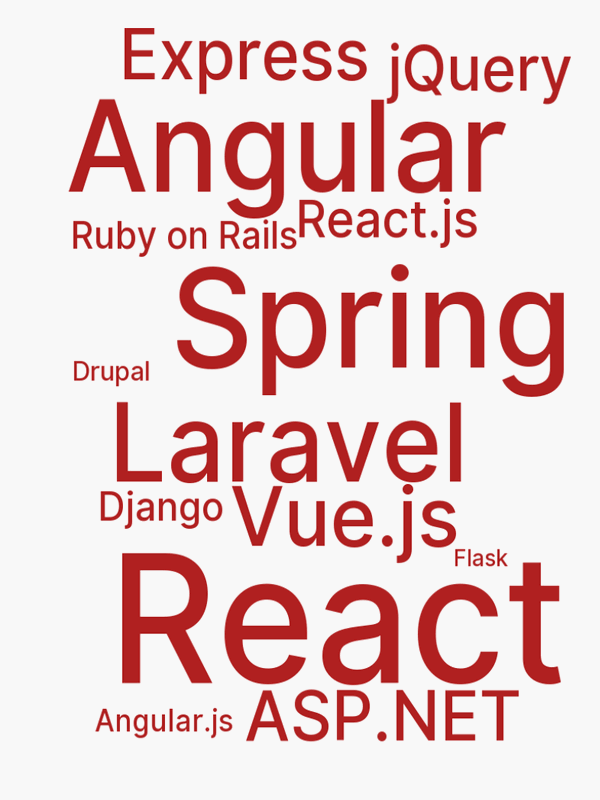 Express
jQuery
Angular
React.js
Ruby on Rails
Spring
Drupal
Laravel
Django
Vue.js
Flask
React
Angular.js
ASP.NET